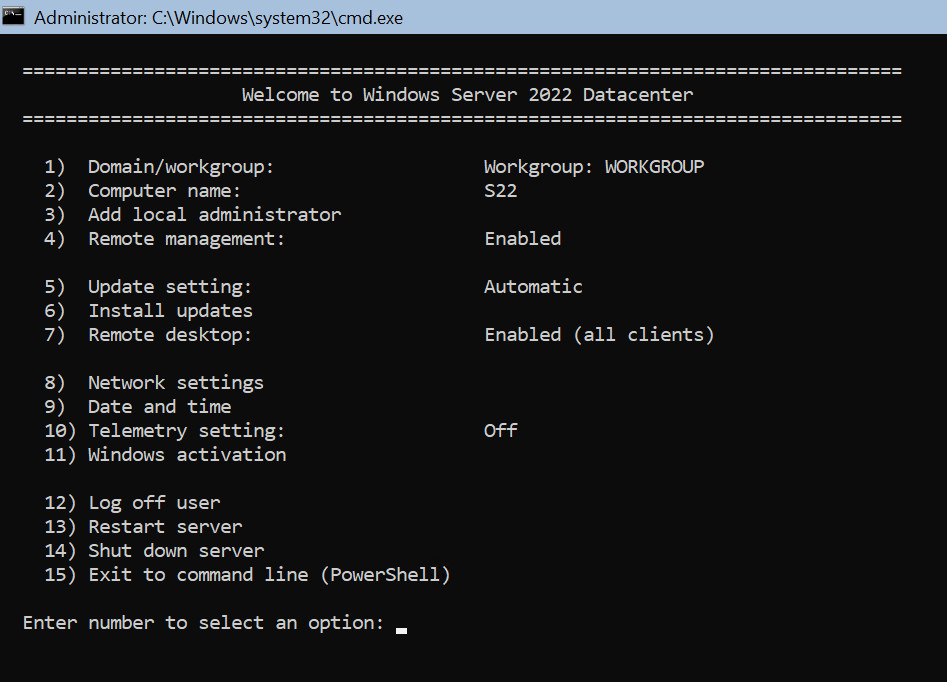 Administrator: C:\Windows\system32\cmd.exe
================================================================================
Welcome to Windows Server 2022 Datacenter
================================================================================
1) Domain/workgroup: Workgroup: WORKGROUP
2) Computer name: S22
3) Add local administrator
4) Remote management: Enabled
5) Update setting: Automatic
6) Install updates
7) Remote desktop: Enabled (all clients)
8) Network settings
9) Date and time
10) Telemetry setting: Off
11) Windows activation
12) Log off user
13) Restart server
14) Shut down server
15) Exit to command line (PowerShell)
Enter number to select an option: